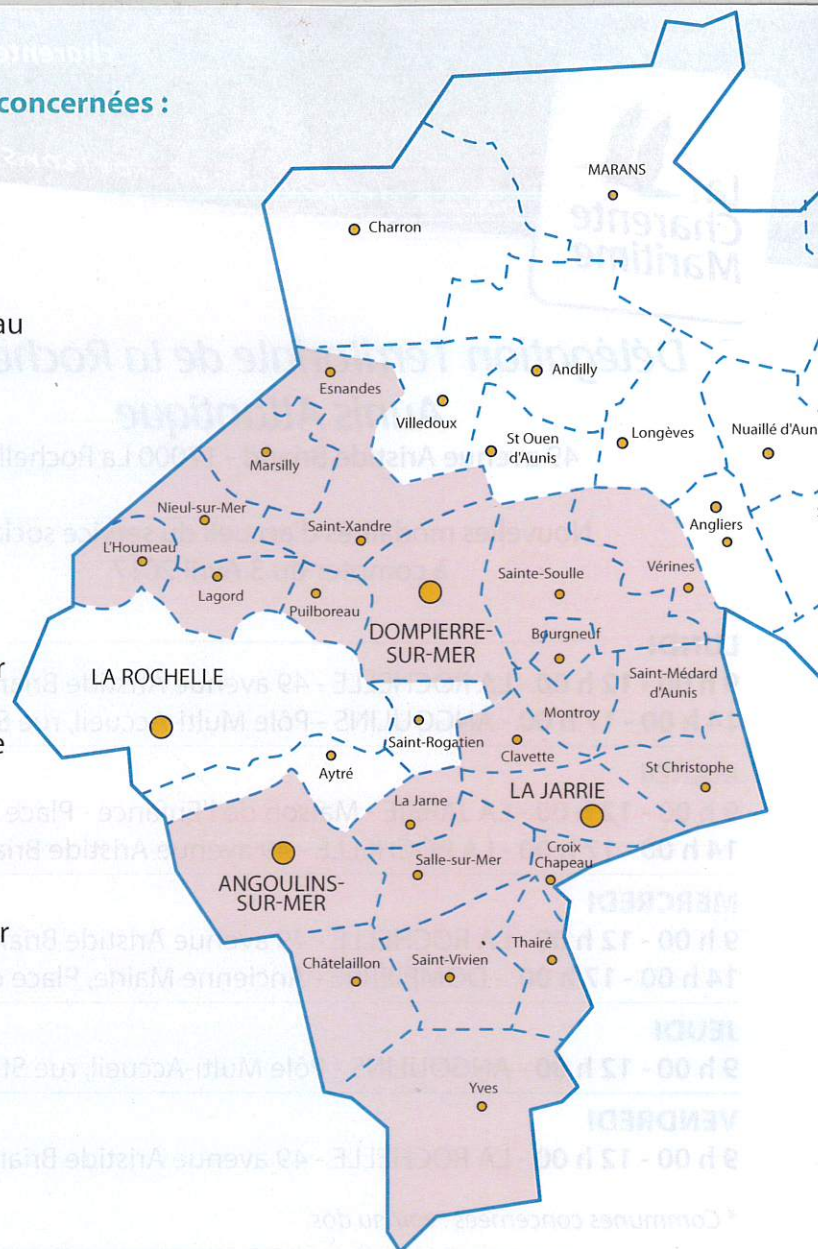 concernées :
MARANS
Charron
au
Esnandes
Andilly
Villedoux
Longèves
Nuaillé d'Aun
St Ouen
d'Aunis
Marsilly
Nieul-sur-Mer
Saint-Xandre
Angliers
L'Houmeau
Lagord
Puilboreau
Sainte-Soulle
Vérines
DOMPIERRE-
SUR-MER
Bourgneuf
LA ROCHELLE
r
Saint-Médard
d'Aunis
Montroy
Saint-Rogatien
Clavette
e
Aytré
St Christophe
LA JARRIE
La Jarne
Croix
Chapeau
Salle-sur-Mer
ANGOULINS-
SUR-MER
r
Thairé
Châtelaillon
Saint-Vivien
Yves